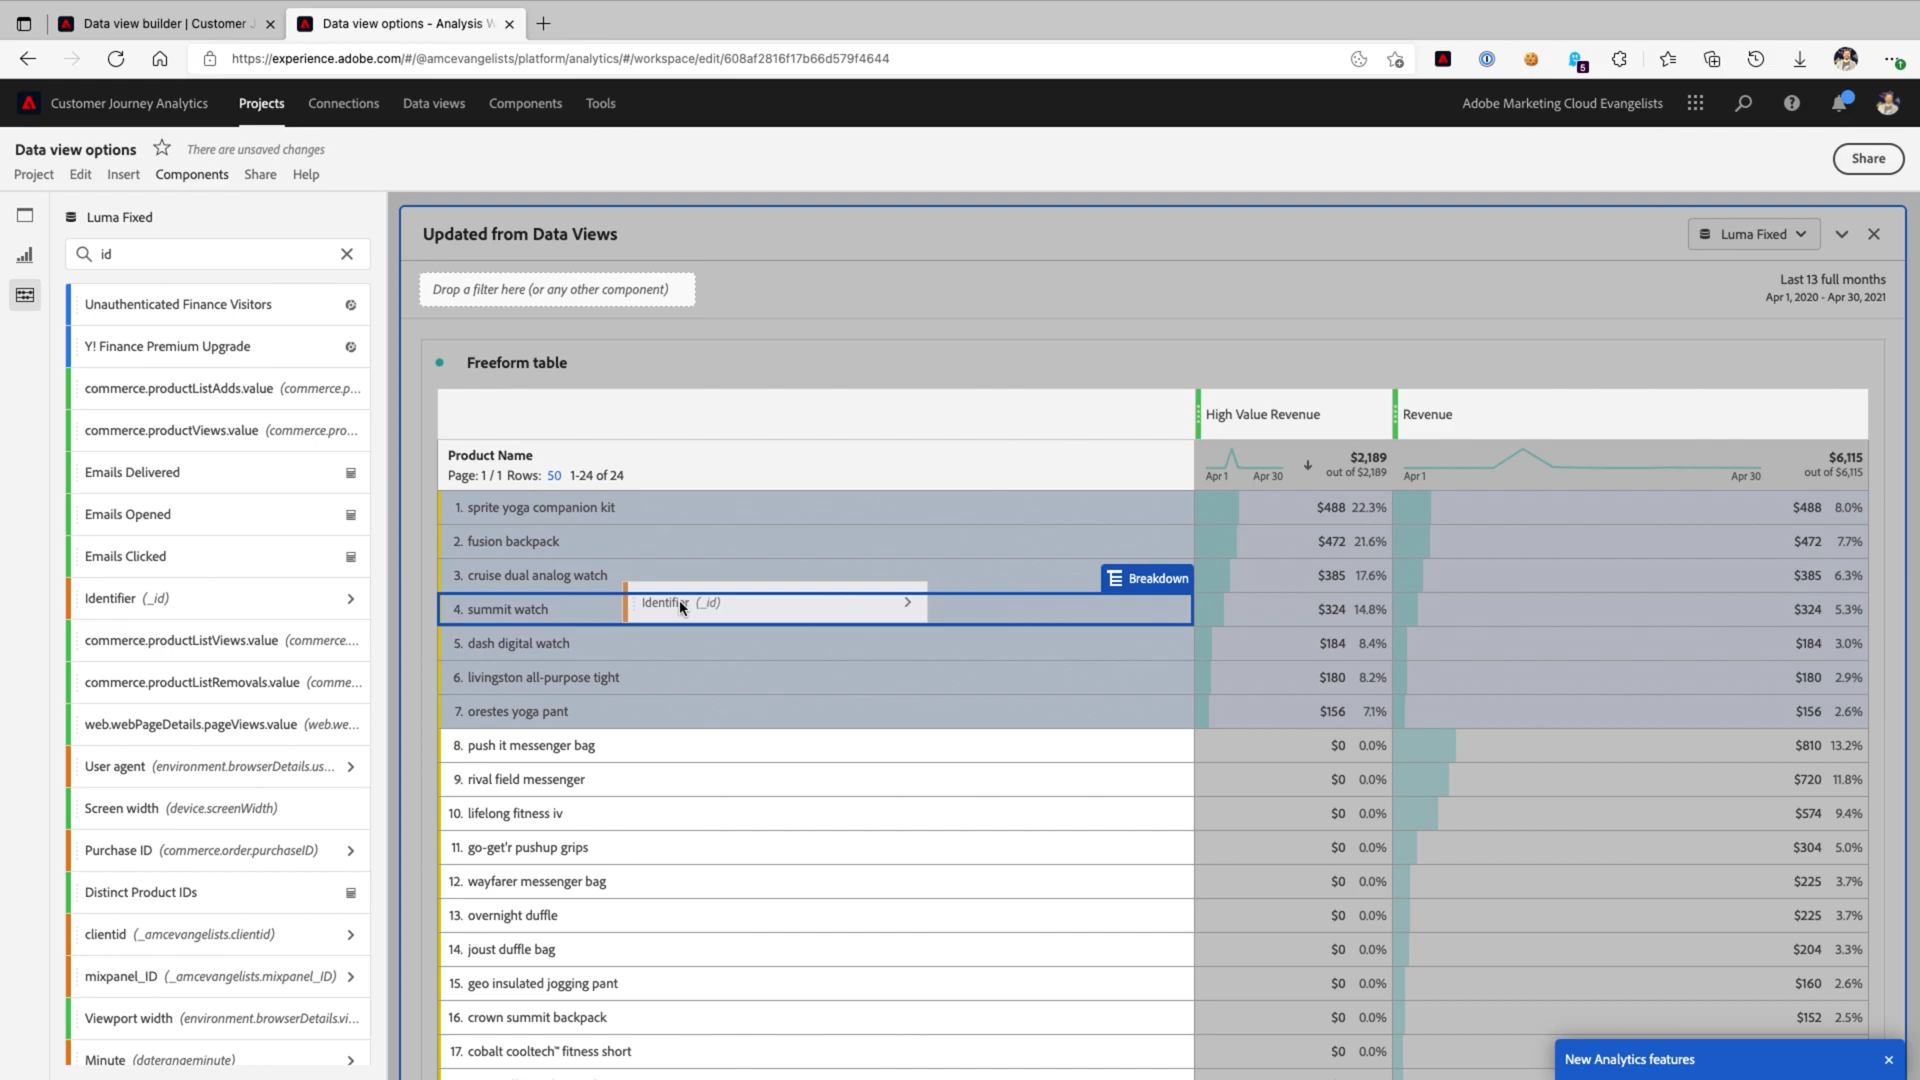 Data view builder | Customer J
Data view options - Analysis W
https://experience.adobe.com/#/@amcevangelists/platform/analytics/#/workspace/edit/608af2816f17b66d579f4644
5
Customer Journey Analytics
Projects
Connections
Data views
Components
Tools
Adobe Marketing Cloud Evangelists
Data view options
There are unsaved changes
Project
Edit
Insert
Components
Share
Help
Share
Luma Fixed
id
Unauthenticated Finance Visitors
Y! Finance Premium Upgrade
commerce.productListAdds.value (commerce.p...
commerce.productViews.value (commerce.pro...
Emails Delivered
Emails Opened
Emails Clicked
Identifier (_id)
commerce.productListViews.value (commerce....
commerce.productListRemovals.value (comme...
web.webPageDetails.pageViews.value (web.we...
User agent (environment.browserDetails.us...
Screen width (device.screenWidth)
Purchase ID (commerce.order.purchaseID)
Distinct Product IDs
clientid (_amcevangelists.clientid)
mixpanel_ID (_amcevangelists.mixpanel_ID)
Viewport width (environment.browserDetails.vi...
Minute (daterangeminute)
Updated from Data Views
Luma Fixed
Drop a filter here (or any other component)
Last 13 full months
Apr 1, 2020 - Apr 30, 2021
Freeform table
High Value Revenue
Revenue
Product Name
Page: 1 / 1 Rows: 50 1-24 of 24
Apr 1
Apr 30
$2,189
out of $2,189
Apr 1
Apr 30
$6,115
out of $6,115
1. sprite yoga companion kit $488 22.3% $488 8.0%
2. fusion backpack $472 21.6% $472 7.7%
3. cruise dual analog watch $385 17.6% $385 6.3%
Breakdown
Identifier (_id)
4. summit watch $324 14.8% $324 5.3%
5. dash digital watch $184 8.4% $184 3.0%
6. livingston all-purpose tight $180 8.2% $180 2.9%
7. orestes yoga pant $156 7.1% $156 2.6%
8. push it messenger bag $0 0.0% $810 13.2%
9. rival field messenger $0 0.0% $720 11.8%
10. lifelong fitness iv $0 0.0% $574 9.4%
11. go-get'r pushup grips $0 0.0% $304 5.0%
12. wayfarer messenger bag $0 0.0% $225 3.7%
13. overnight duffle $0 0.0% $225 3.7%
14. joust duffle bag $0 0.0% $204 3.3%
15. geo insulated jogging pant $0 0.0% $160 2.6%
16. crown summit backpack $0 0.0% $152 2.5%
17. cobalt cooltech™ fitness short $0 0.0%
New Analytics features